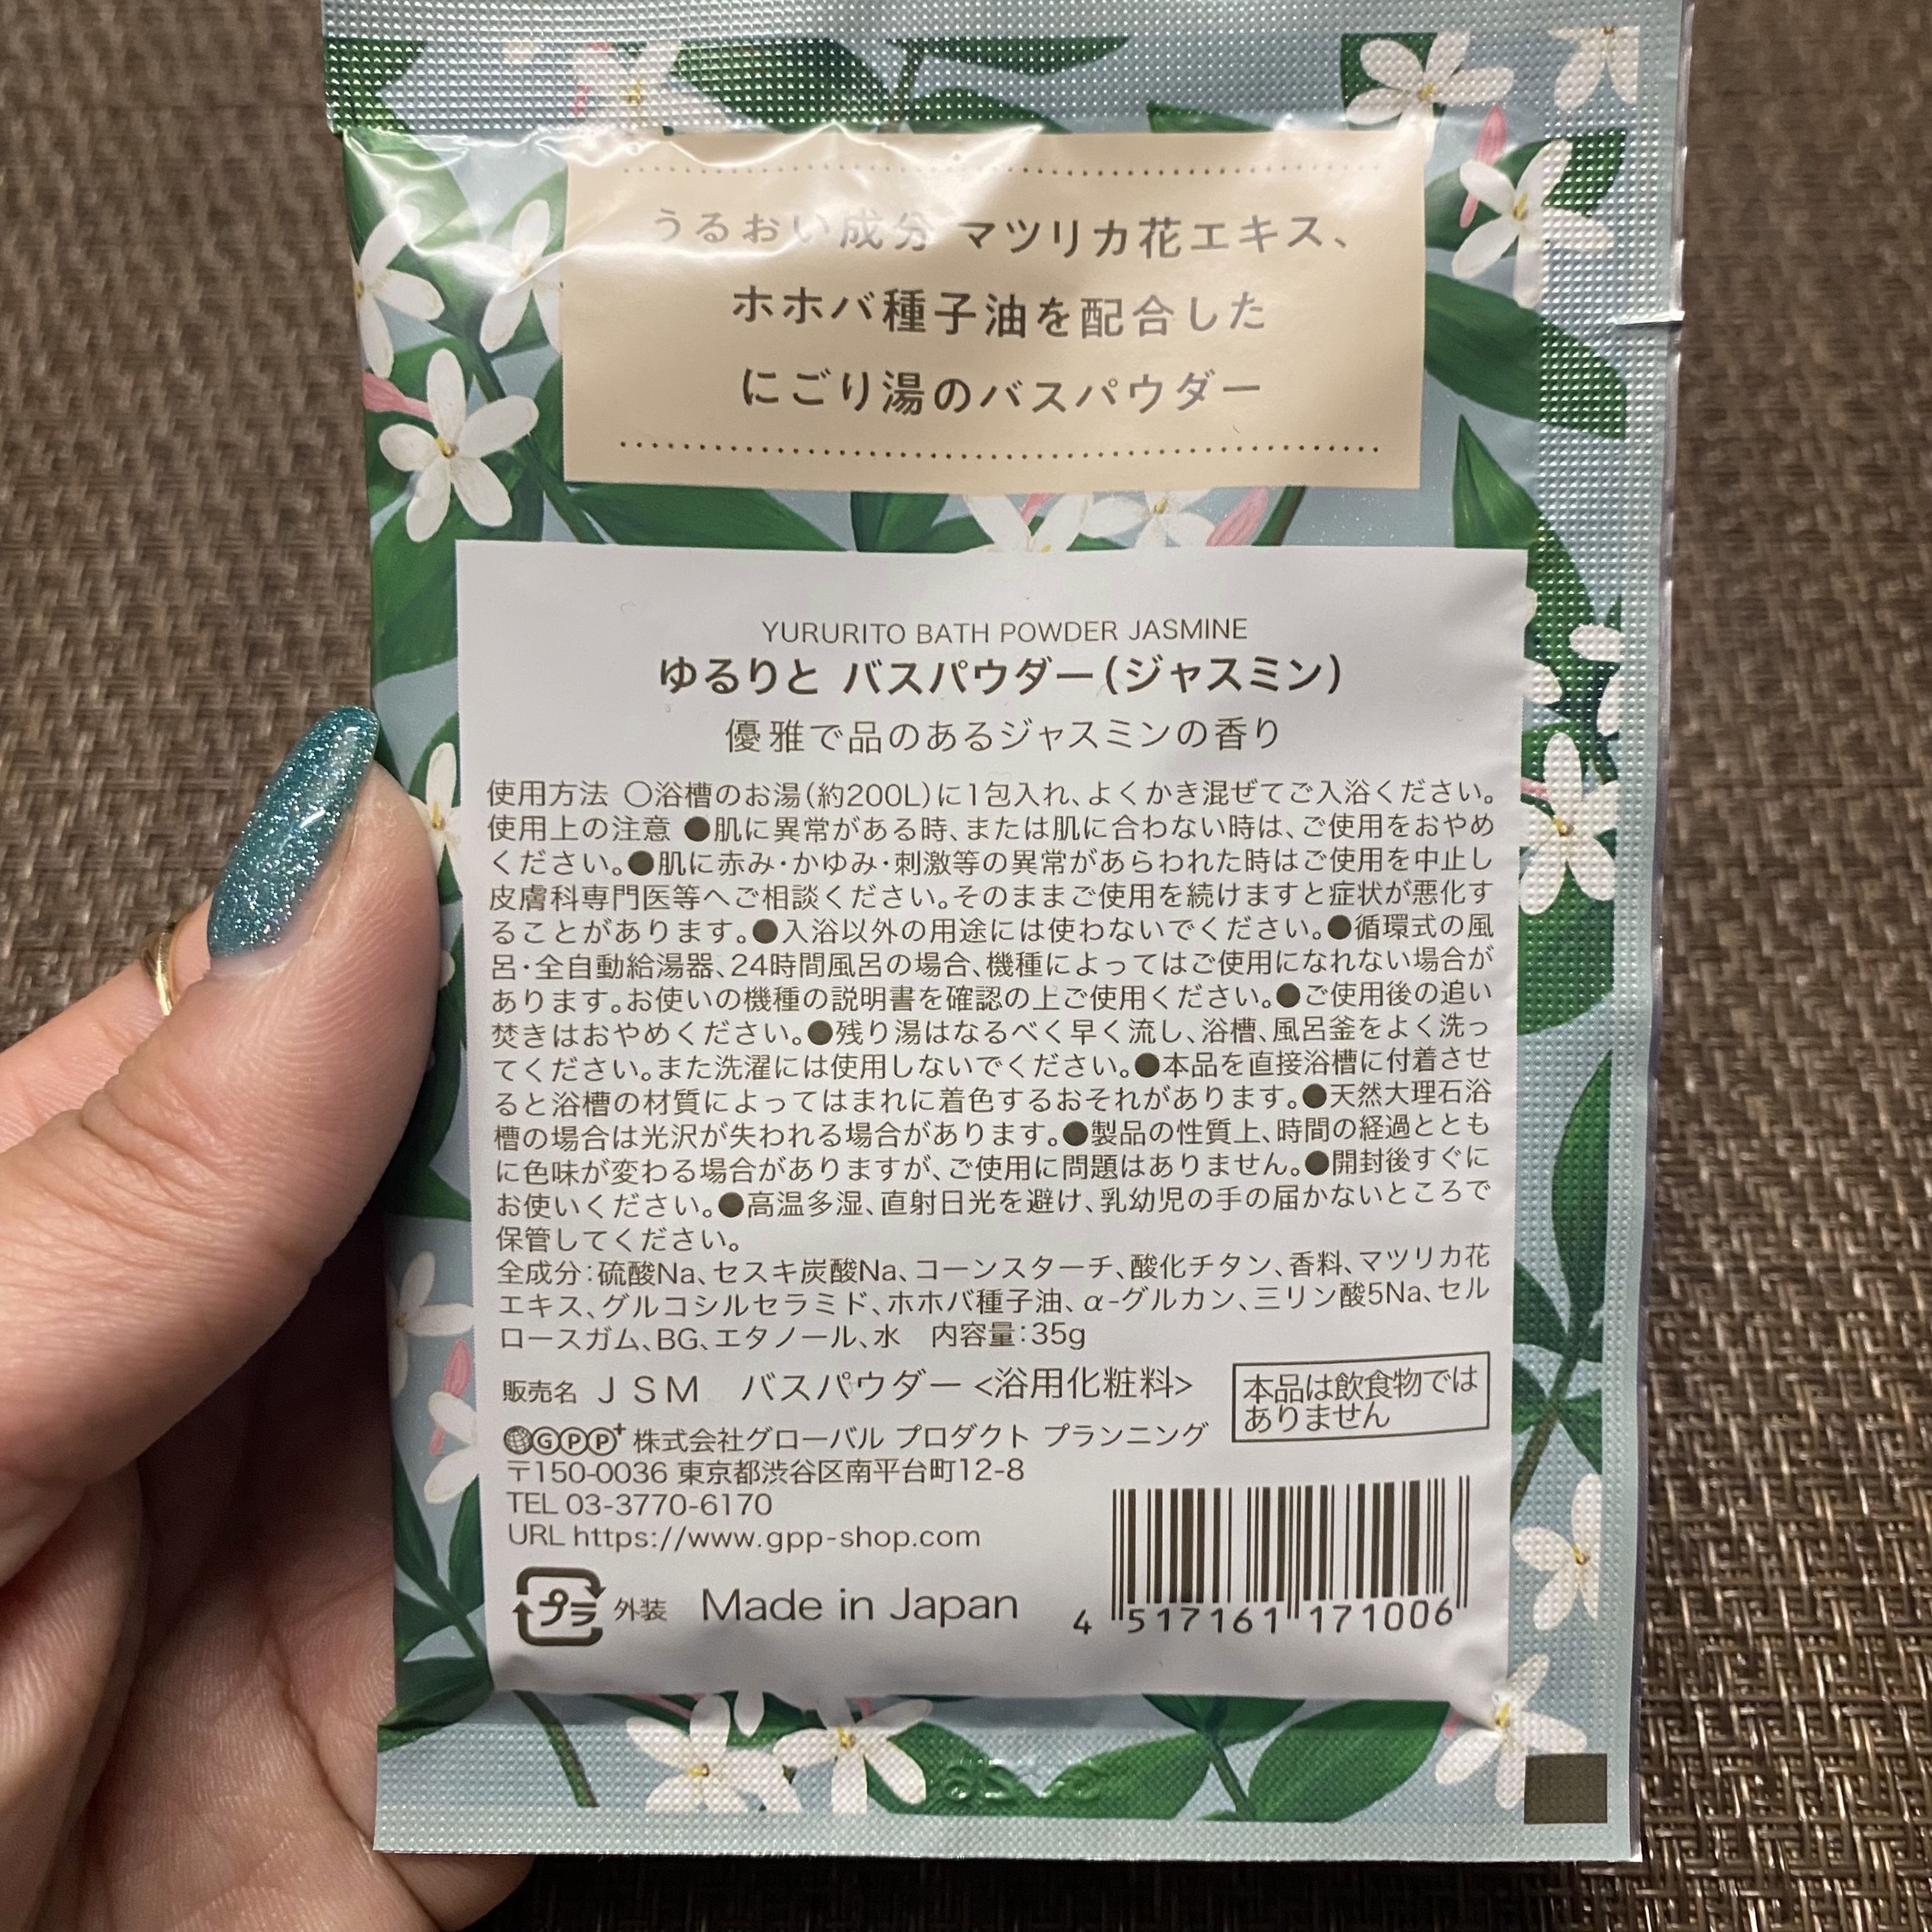 うるおい成分 マツリカ花エキス、
ホホバ種子油を配合した
にごり湯のバスパウダー
YURURITO BATH POWDER JASMINE
ゆるりと バスパウダー(ジャスミン)
優雅で品のあるジャスミンの香り
使用方法 ○浴槽のお湯(約200L)に1包入れ、よくかき混ぜてご入浴ください。
使用上の注意 ●肌に異常がある時、または肌に合わない時は、ご使用をおやめ
ください。●肌に赤み・かゆみ・刺激等の異常があらわれた時はご使用を中止し
皮膚科専門医等へご相談ください。そのままご使用を続けますと症状が悪化す
ることがあります。●入浴以外の用途には使わないでください。●循環式の風
呂・全自動給湯器、24時間風呂の場合、機種によってはご使用になれない場合が
あります。お使いの機種の説明書を確認の上ご使用ください。●ご使用後の追い
焚きはおやめください。●残り湯はなるべく早く流し、浴槽、風呂釜をよく洗っ
てください。また洗濯には使用しないでください。●本品を直接浴槽に付着させ
ると浴槽の材質によってはまれに着色するおそれがあります。●天然大理石浴
槽の場合は光沢が失われる場合があります。●製品の性質上、時間の経過ととも
に色味が変わる場合がありますが、ご使用に問題はありません。●開封後すぐに
お使いください。●高温多湿、直射日光を避け、乳幼児の手の届かないところで
保管してください。
全成分:硫酸Na、セスキ炭酸Na、コーンスターチ、酸化チタン、香料、マツリカ花
エキス、グルコシルセラミド、ホホバ種子油、α-グルカン、三リン酸5Na、セル
ロースガム、BG、エタノール、水 内容量:35g
販売名 JSM バスパウダー <浴用化粧料>
本品は飲食物では
ありません
GPP+ 株式会社グローバル プロダクト プランニング
〒150-0036 東京都渋谷区南平台町12-8
TEL 03-3770-6170
URL https://www.gpp-shop.com
プラ 外装 Made in Japan
4 517161 171006